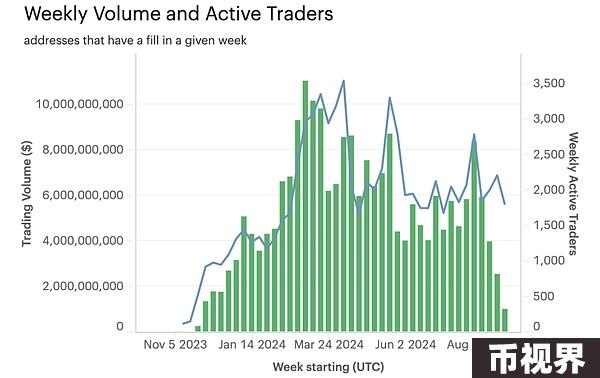 Weekly Volume and Active Traders
addresses that have a fill in a given week
Trading Volume ($)
10,000,000,000
8,000,000,000
6,000,000,000
4,000,000,000
2,000,000,000
0
3,500
3,000
2,500
2,000
1,500
1,000
500
0
Weekly Active Traders
Nov 5 2023 Jan 14 2024 Mar 24 2024 Jun 2 2024 Aug
Week starting (UTC)
币视界